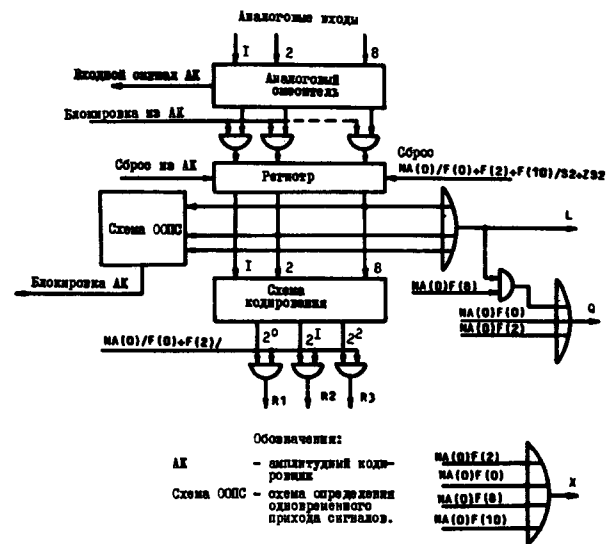 Аналоговые входы
I 2 8
Входной сигнал АК
Аналоговый
смеситель
Блокировка из АК
Сброс из АК
Регистр
Сброс
NA(0)/F(0)+F(2)+F(10)/S2+ZS2
Схема ООПС
L
I 2 8
Блокировка АК
Схема
кодирования
NA(0)F(8)
NA(0)F(0)
NA(0)F(2)
Q
NA(0)/F(0)+F(2)/
2⁰ 2ᴵ 2²
R1 R2 R3
Обозначения:
АК - амплитудный коди-
ровщик
Схема ООПС - схема определения
одновременного
прихода сигналов.
NA(0)F(2)
NA(0)F(0)
NA(0)F(8)
NA(0)F(10)
X